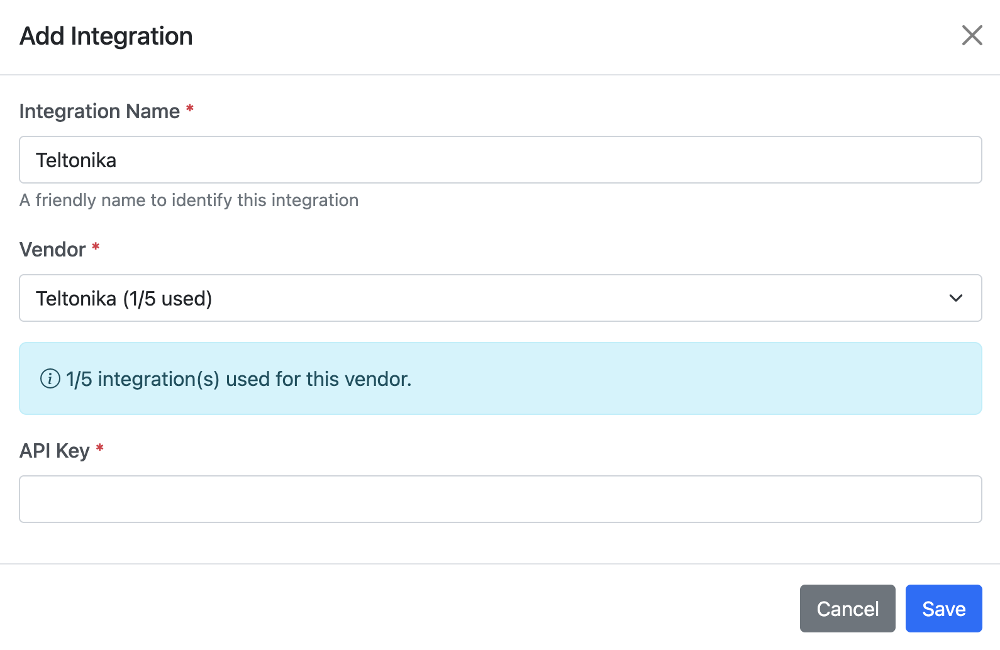 Add Integration
Integration Name *
Teltonika
A friendly name to identify this integration
Vendor *
Teltonika (1/5 used)
1/5 integration(s) used for this vendor.
API Key *
Cancel Save